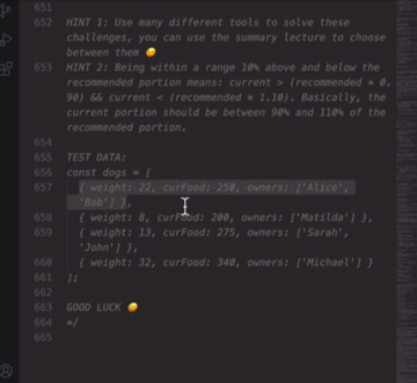 651
652 HINT 1: Use many different tools to solve these
challenges, you can use the summary lecture to choose
between them 😉
653 HINT 2: Being within a range 10% above and below the
recommended portion means: current > (recommended * 0.
90) && current < (recommended * 1.10). Basically, the
current portion should be between 90% and 110% of the
recommended portion.
654
655 TEST DATA:
656 const dogs = [
657 { weight: 22, curFood: 250, owners: ['Alice',
'Bob'] },
658 { weight: 8, curFood: 200, owners: ['Matilda'] },
659 { weight: 13, curFood: 275, owners: ['Sarah',
'John'] },
660 { weight: 32, curFood: 340, owners: ['Michael'] }
661 ];
662
663 GOOD LUCK 😀
664 */
665